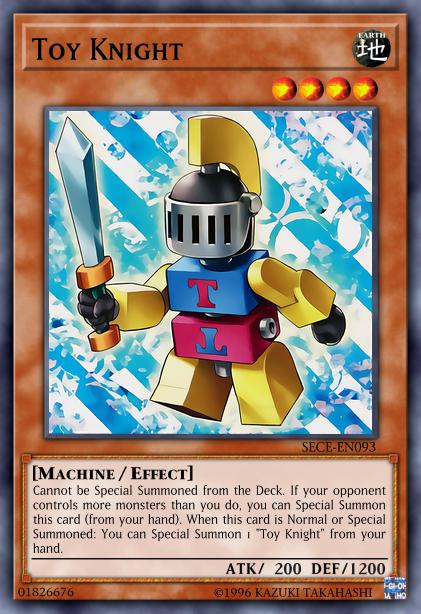 TOY KNIGHT
EARTH
地
T
T
SECE-EN093
[MACHINE / EFFECT]
Cannot be Special Summoned from the Deck. If your opponent
controls more monsters than you do, you can Special Summon
this card (from your hand). When this card is Normal or Special
Summoned: You can Special Summon 1 "Toy Knight" from your
hand.
ATK/ 200 DEF/1200
01826676
©1996 KAZUKI TAKAHASHI